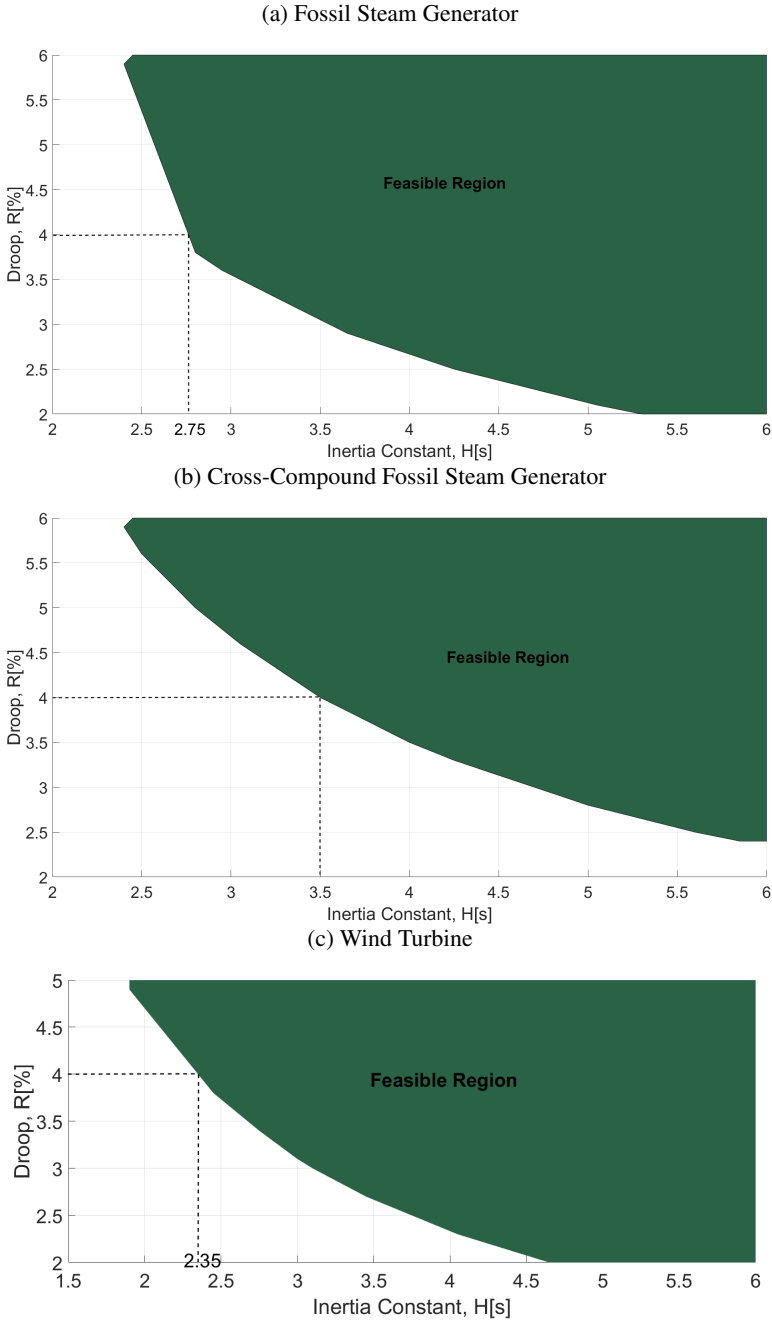 (a) Fossil Steam Generator
6
5.5
5
4.5
4
3.5
3
2.5
2
Droop, R[%]
Feasible Region
2 2.5 2.75 3 3.5 4 4.5 5 5.5 6
Inertia Constant, H[s]
(b) Cross-Compound Fossil Steam Generator
6
5.5
5
4.5
4
3.5
3
2.5
2
Droop, R[%]
Feasible Region
2 2.5 3 3.5 4 4.5 5 5.5 6
Inertia Constant, H[s]
(c) Wind Turbine
5
4.5
4
3.5
3
2.5
2
Droop, R[%]
Feasible Region
2.35
1.5 2 2.5 3 3.5 4 4.5 5 5.5 6
Inertia Constant, H[s]